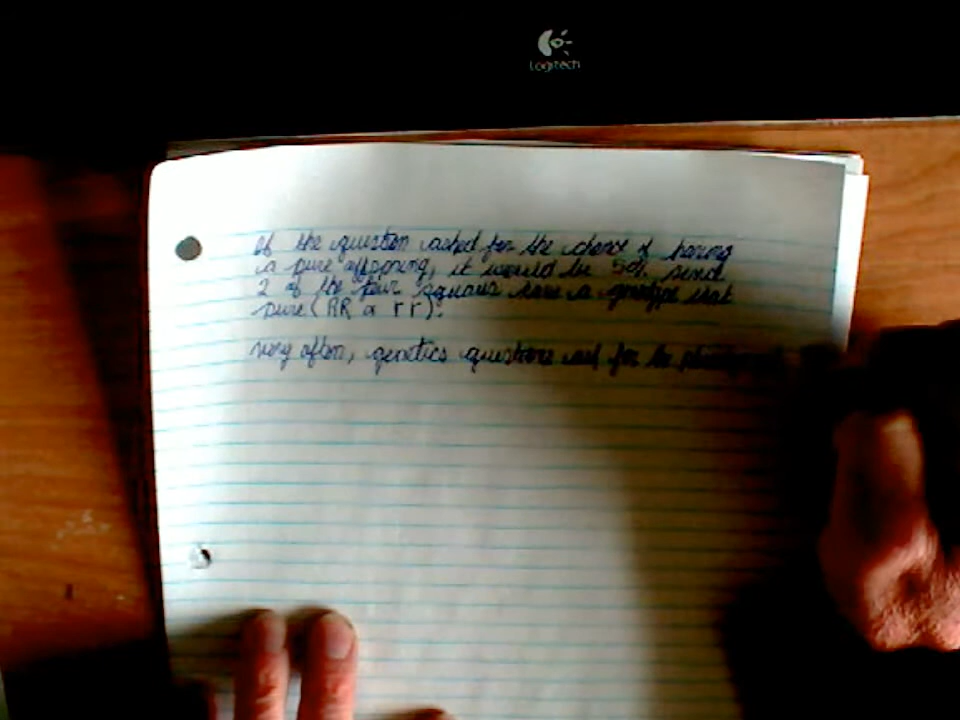 Logitech
If the question asked for the chance of having
a pure offspring, it would be 50% since
2 of the four squares have a genotype that
pure (RR or rr).
Very often, genetics questions ask for the